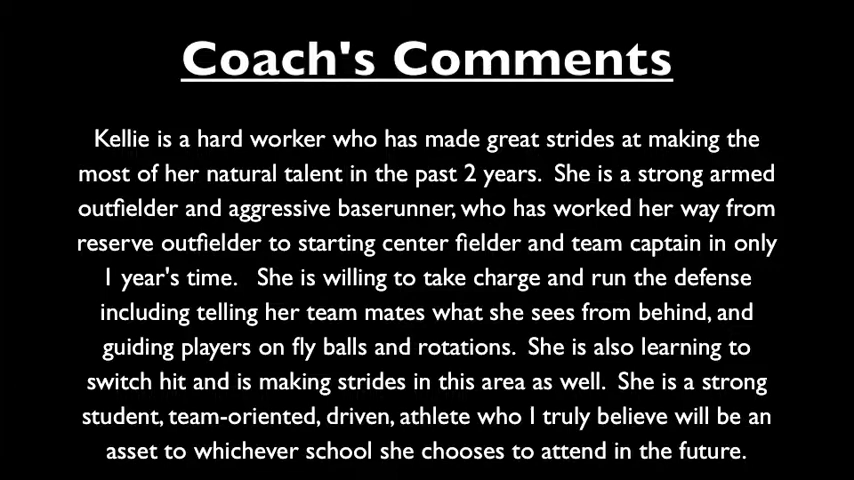 Coach's Comments
Kellie is a hard worker who has made great strides at making the
most of her natural talent in the past 2 years.  She is a strong armed
outfielder and aggressive baserunner, who has worked her way from
reserve outfielder to starting center fielder and team captain in only
1 year's time.   She is willing to take charge and run the defense
including telling her team mates what she sees from behind, and
guiding players on fly balls and rotations.  She is also learning to
switch hit and is making strides in this area as well.  She is a strong
student, team-oriented, driven, athlete who I truly believe will be an
asset to whichever school she chooses to attend in the future.